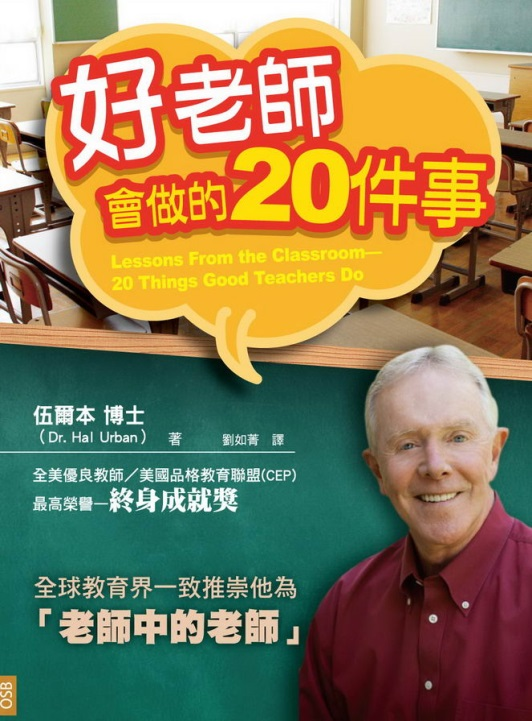 好老師
會做的20件事
Lessons From the Classroom—
20 Things Good Teachers Do
伍爾本 博士
（Dr. Hal Urban） 著 劉如菁 譯
全美優良教師／美國品格教育聯盟(CEP)
最高榮譽—終身成就獎
全球教育界一致推崇他為
「老師中的老師」
OSB